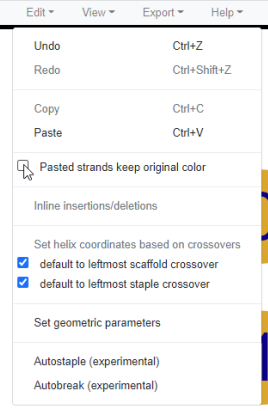 Edit View Export Help
Undo Ctrl+Z
Redo Ctrl+Shift+Z
Copy Ctrl+C
Paste Ctrl+V
Pasted strands keep original color
Inline insertions/deletions
Set helix coordinates based on crossovers
default to leftmost scaffold crossover
default to leftmost staple crossover
Set geometric parameters
Autostaple (experimental)
Autobreak (experimental)